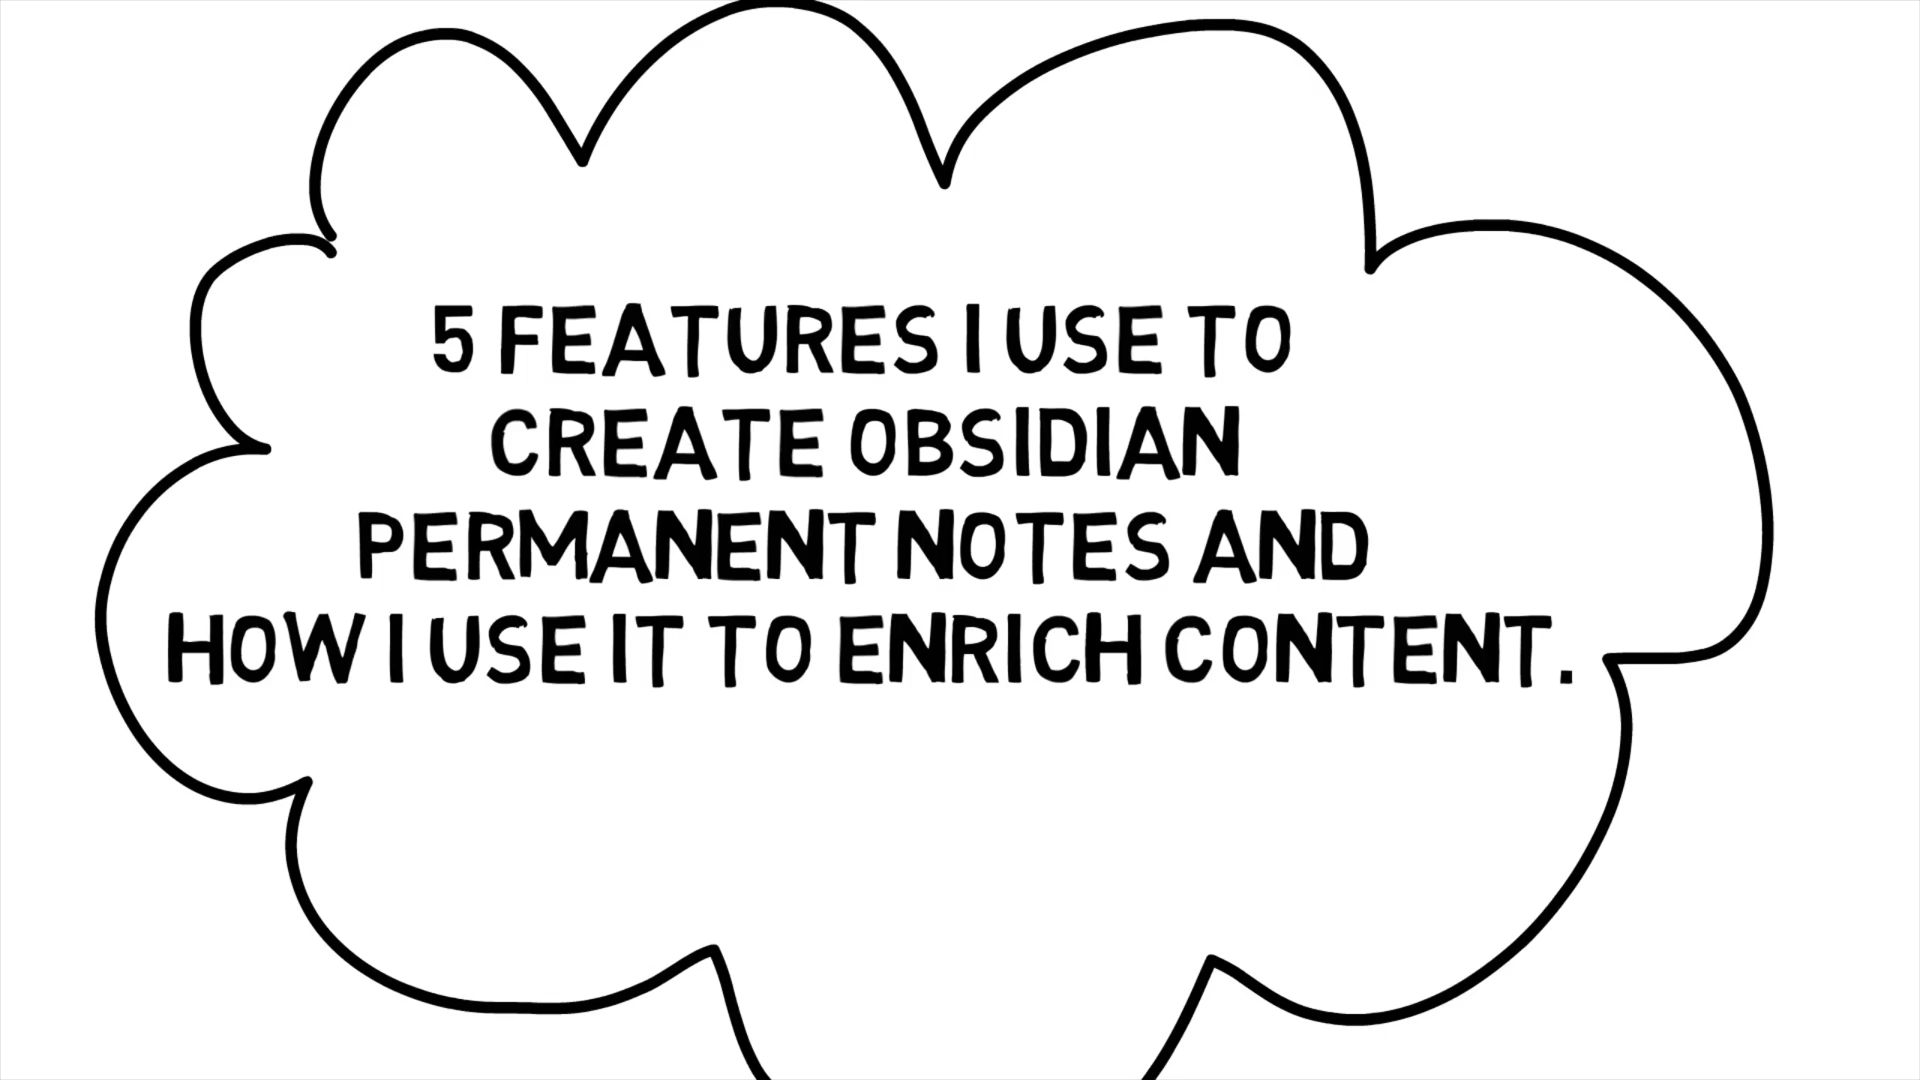 5 FEATURES I USE TO
CREATE OBSIDIAN
PERMANENT NOTES AND
HOW I USE IT TO ENRICH CONTENT.